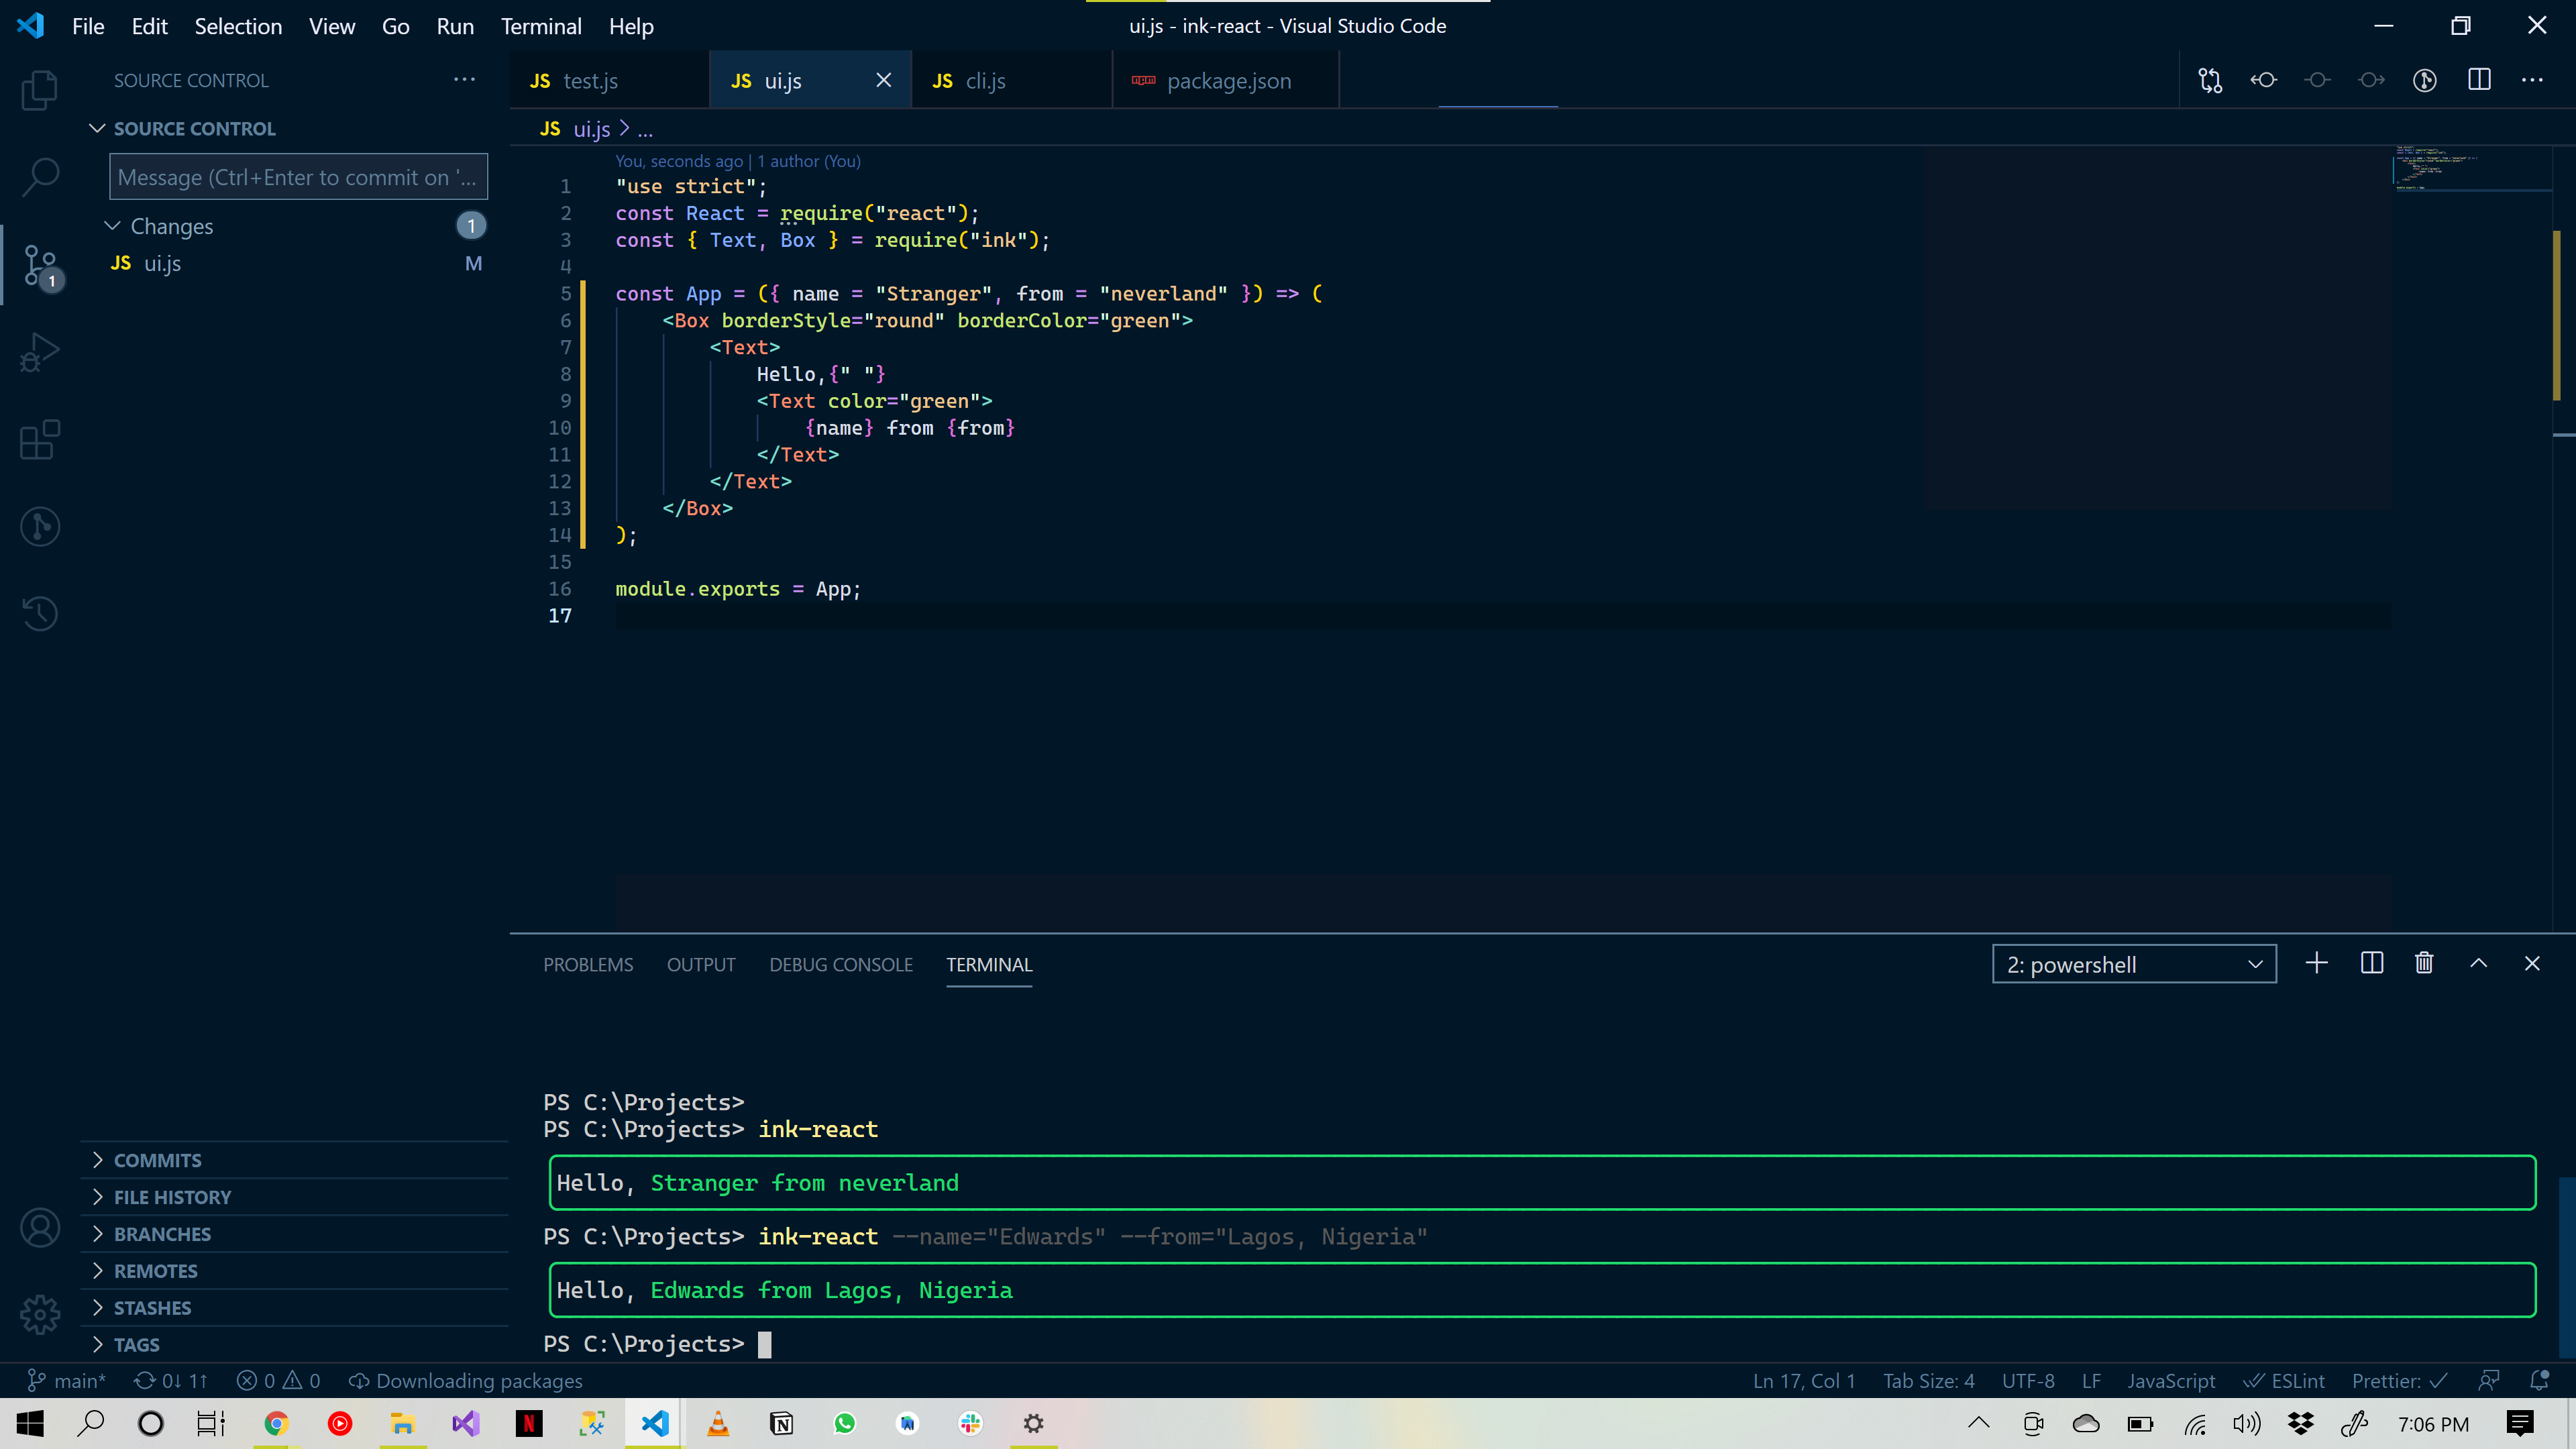 File Edit Selection View Go Run Terminal Help
ui.js - ink-react - Visual Studio Code
SOURCE CONTROL
SOURCE CONTROL
Message (Ctrl+Enter to commit on '...
Changes 1
JS ui.js M
1
JS test.js
JS ui.js
JS cli.js
package.json
JS ui.js > ...
You, seconds ago | 1 author (You)
1 "use strict";
2 const React = require("react");
3 const { Text, Box } = require("ink");
4
5 const App = ({ name = "Stranger", from = "neverland" }) => (
6 <Box borderStyle="round" borderColor="green">
7 <Text>
8 Hello,{" "}
9 <Text color="green">
10 {name} from {from}
11 </Text>
12 </Text>
13 </Box>
14 );
15
16 module.exports = App;
17
PROBLEMS OUTPUT DEBUG CONSOLE TERMINAL
2: powershell
PS C:\Projects>
PS C:\Projects> ink-react
Hello, Stranger from neverland
PS C:\Projects> ink-react --name="Edwards" --from="Lagos, Nigeria"
Hello, Edwards from Lagos, Nigeria
PS C:\Projects>
COMMITS
FILE HISTORY
BRANCHES
REMOTES
STASHES
TAGS
main* 0↓ 1↑ 0 0 Downloading packages
Ln 17, Col 1 Tab Size: 4 UTF-8 LF JavaScript ESLint Prettier: ✓
7:06 PM